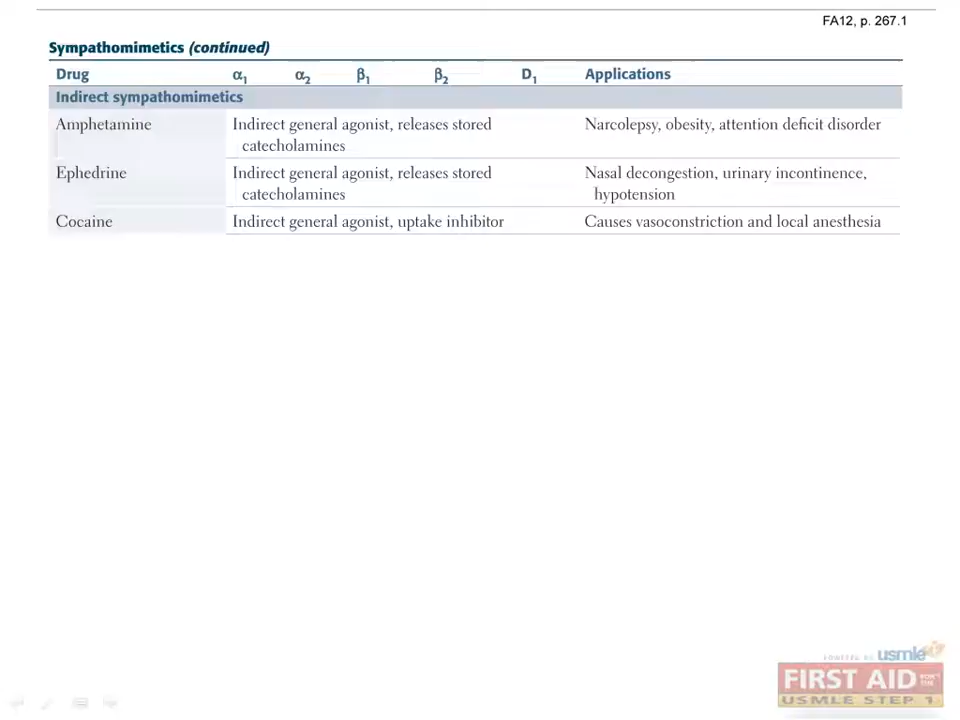 FA12, p. 267.1
Sympathomimetics (continued)
Drug α1 α2 β1 β2 D1 Applications
Indirect sympathomimetics
Amphetamine Indirect general agonist, releases stored Narcolepsy, obesity, attention deficit disorder
catecholamines
Ephedrine Indirect general agonist, releases stored Nasal decongestion, urinary incontinence,
catecholamines hypotension
Cocaine Indirect general agonist, uptake inhibitor Causes vasoconstriction and local anesthesia
usmle
FIRST AID FOR THE
USMLE STEP 1